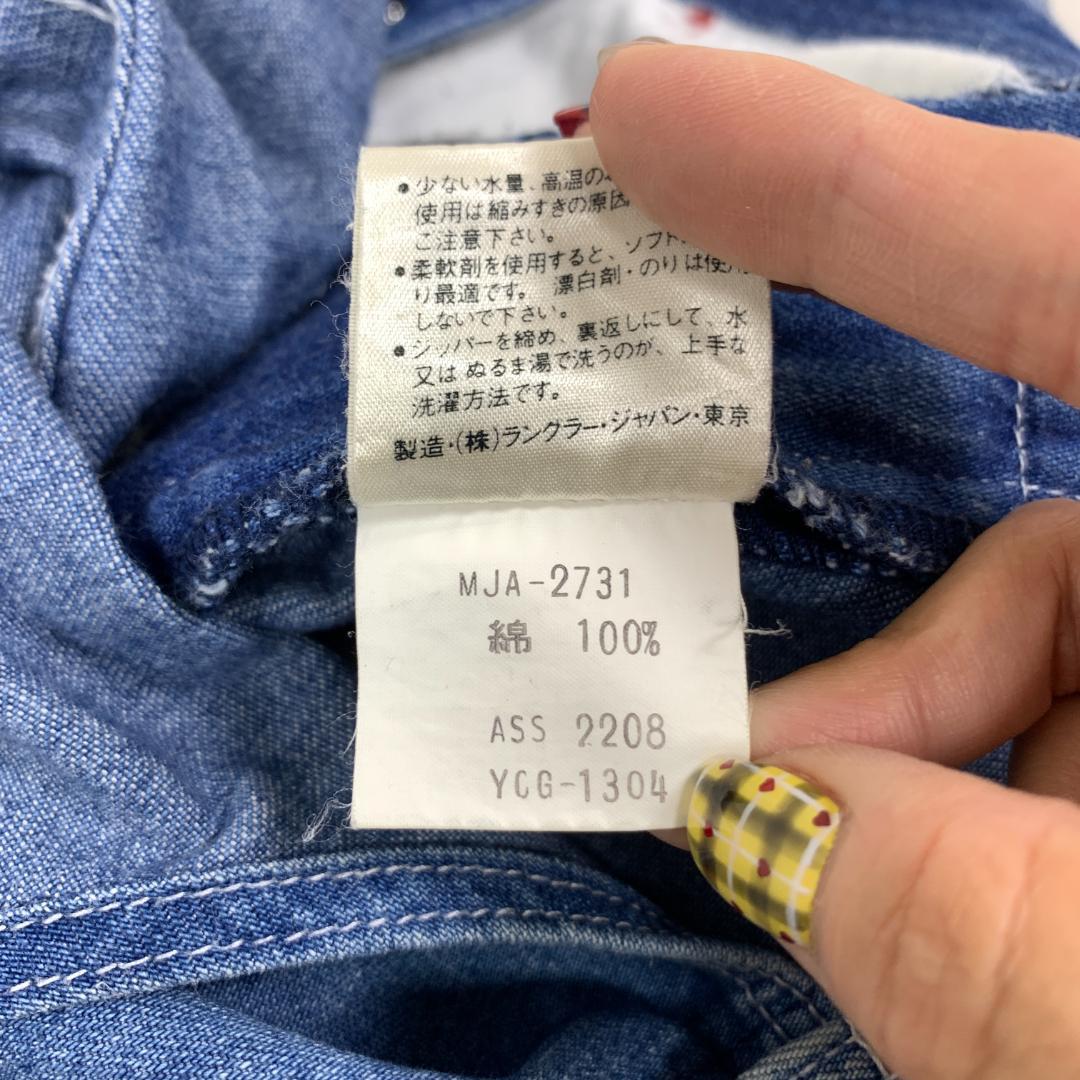 • 少ない水量、高温の
使用は縮みすぎの原因
ご注意下さい。
• 柔軟剤を使用すると、ソフト
り最適です。 漂白剤・のりは使用
しないで下さい。
• ジッパーを締め、裏返しにして、水
又は ぬるま湯で洗うのが、上手な
洗濯方法です。
製造・(株)ラングラー・ジャパン・東京
MJA-2731
綿 100%
ASS 2208
YCG-1304